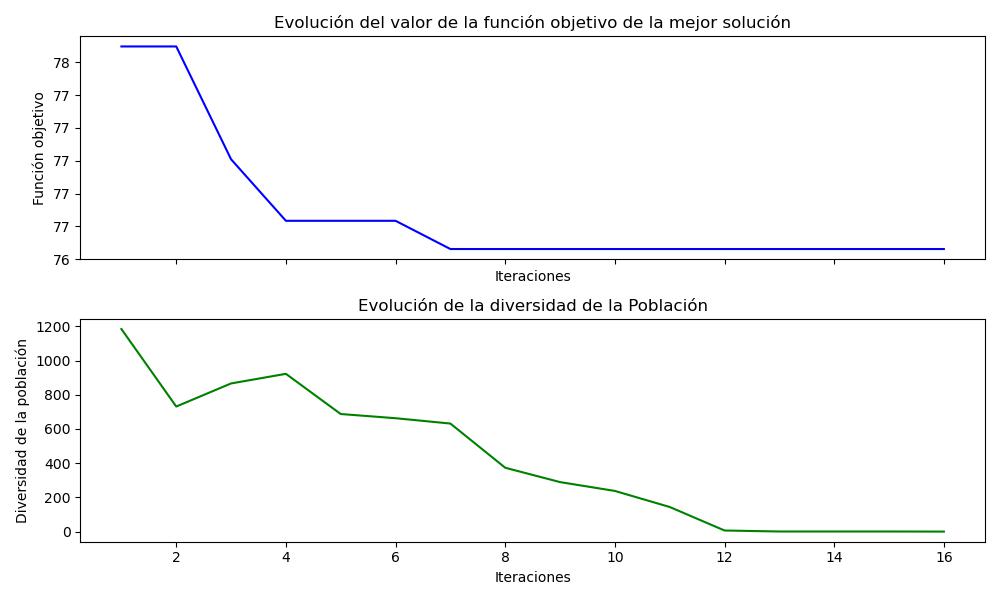 Evolución del valor de la función objetivo de la mejor solución
Función objetivo
78
77
77
77
77
77
76
Iteraciones
Evolución de la diversidad de la Población
Diversidad de la población
1200
1000
800
600
400
200
0
2 4 6 8 10 12 14 16
Iteraciones